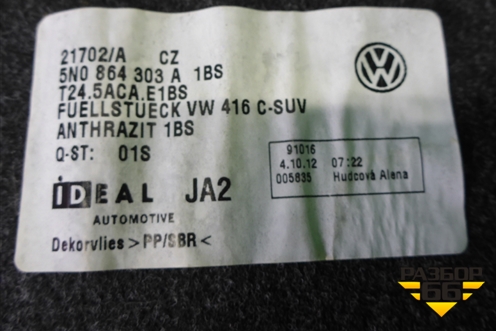 21702/A CZ
5N0 864 303 A 1BS
T24.5ACA.E1BS
FUELLSTUECK VW 416 C-SUV
ANTHRAZIT 1BS
Q-ST: 01S
91016
4.10.12 07:22
005835 Hudcová Alena
IDEAL JA2
AUTOMOTIVE
Dekorvlies >PP/SBR<
РАЗБОР
66